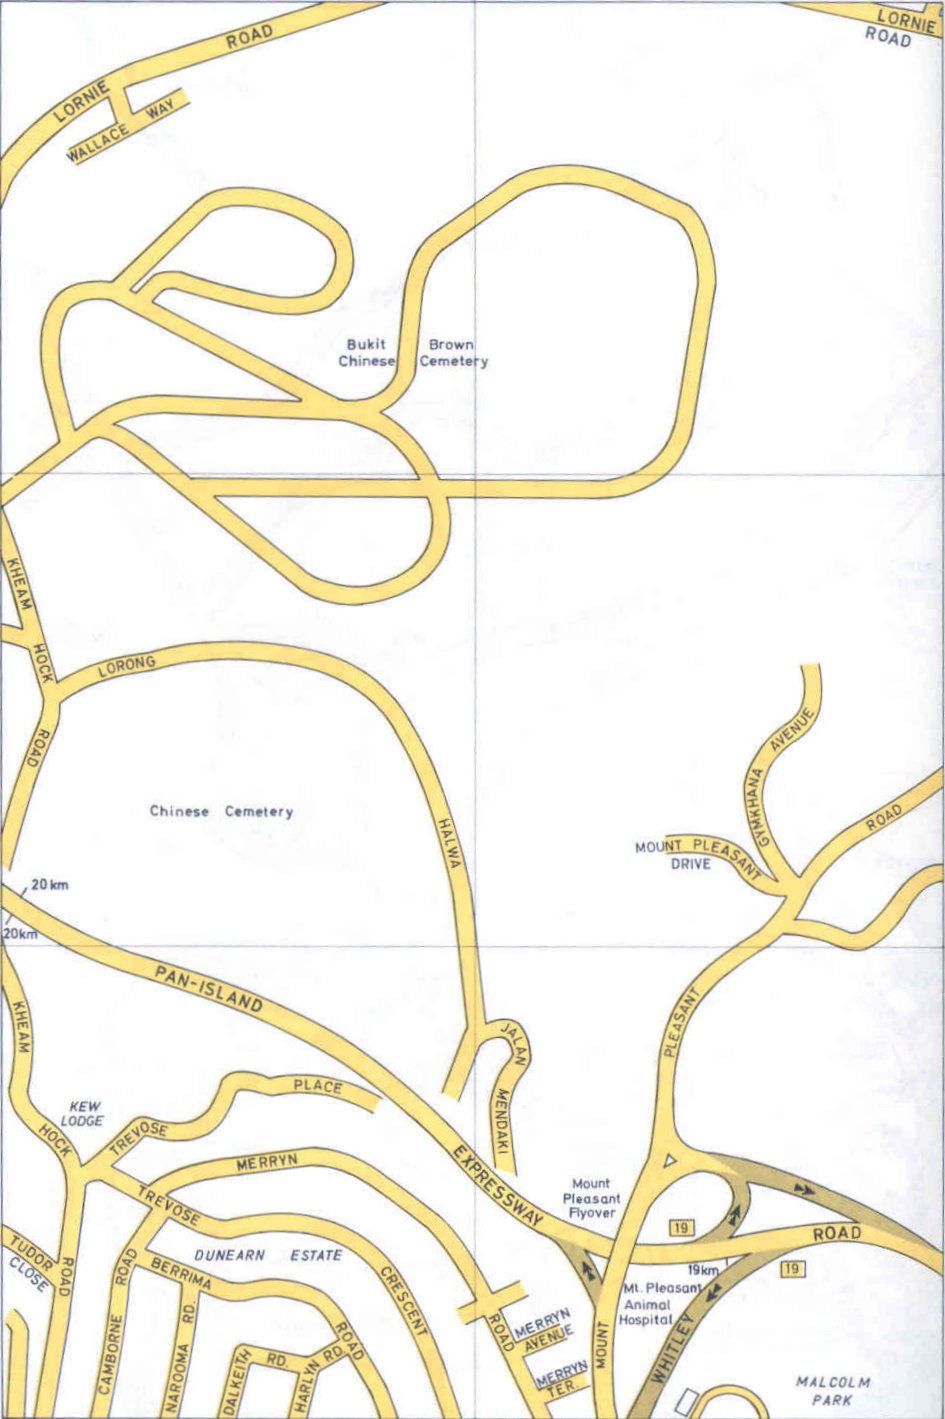 LORNIE ROAD
LORNIE
ROAD
WALLACE WAY
Bukit Brown
Chinese Cemetery
KHEAM HOCK ROAD
LORONG HALWA
GYMKHANA AVENUE
Chinese Cemetery
MOUNT PLEASANT
DRIVE
ROAD
20 km
20km
PAN-ISLAND EXPRESSWAY
PLEASANT
KHEAM HOCK ROAD
JALAN MENDAKI
KEW
LODGE
TREVOSE PLACE
MERRYN ROAD
TREVOSE CRESCENT
Mount
Pleasant
Flyover
19
ROAD
TUDOR
CLOSE
DUNEARN ESTATE
CAMBORNE ROAD
BERRIMA ROAD
19km
19
Mt. Pleasant
Animal
Hospital
MERRYN
AVENUE
MOUNT
WHITLEY
NAROOMA RD.
DALKEITH RD.
HARLYN RD.
MERRYN
TER.
MALCOLM
PARK